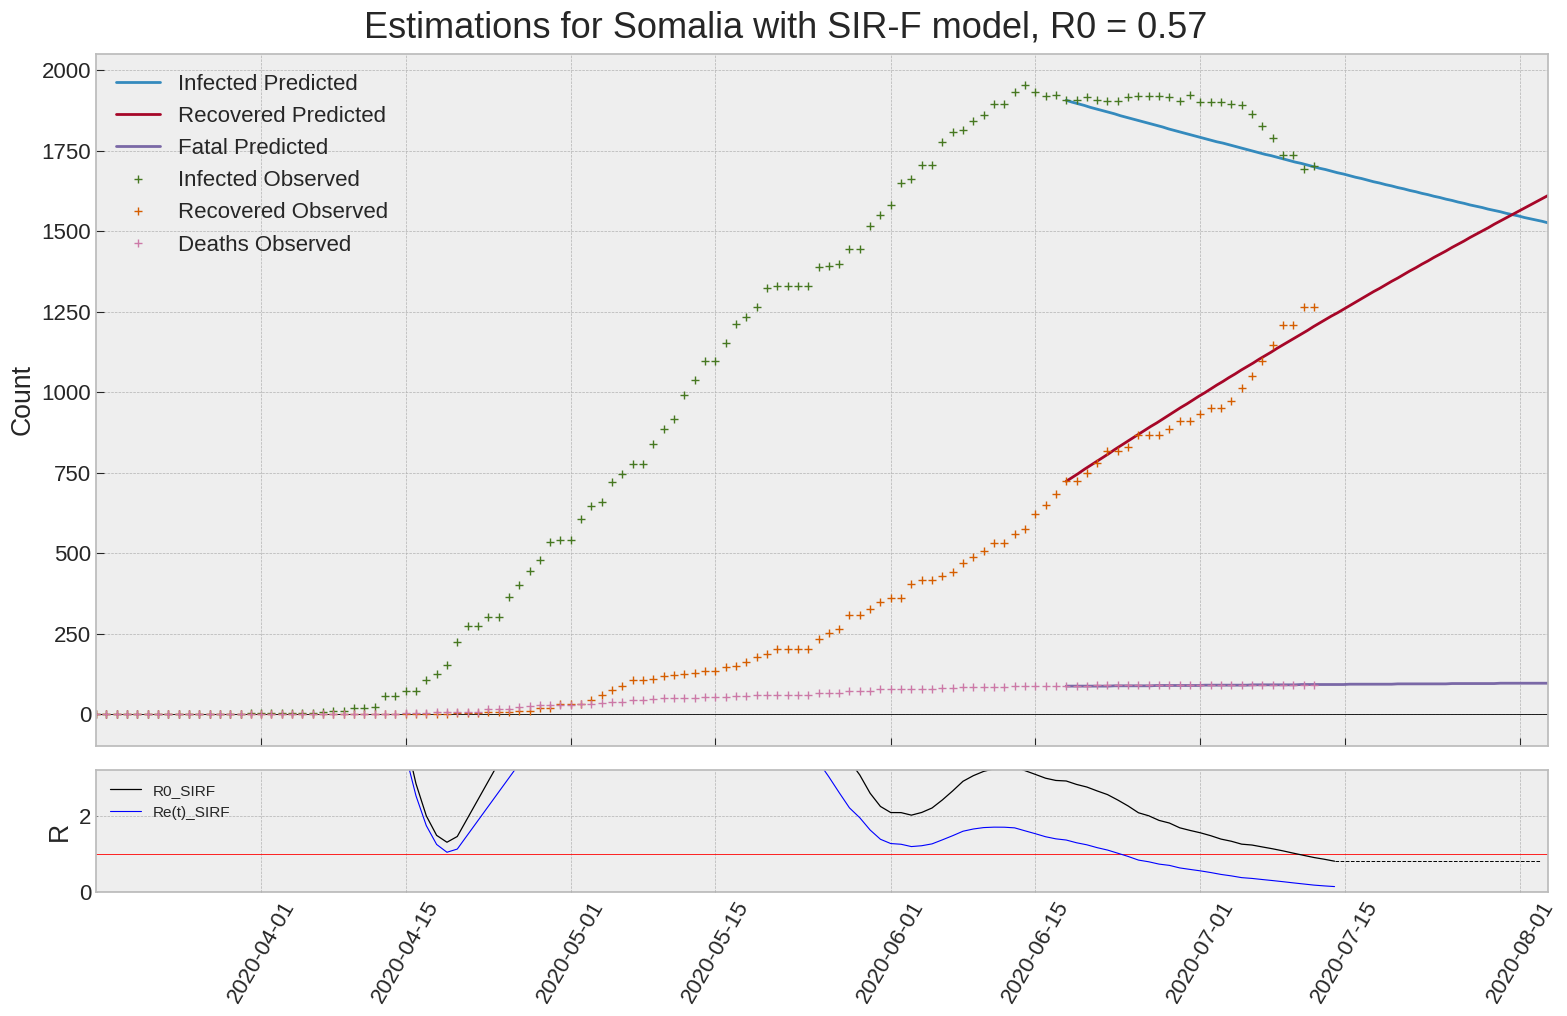 Estimations for Somalia with SIR-F model, R0 = 0.57
2000
1750
1500
1250
1000
750
500
250
0
Count
Infected Predicted
Recovered Predicted
Fatal Predicted
Infected Observed
Recovered Observed
Deaths Observed
R
2
0
R0_SIRF
Re(t)_SIRF
2020-04-01
2020-04-15
2020-05-01
2020-05-15
2020-06-01
2020-06-15
2020-07-01
2020-07-15
2020-08-01